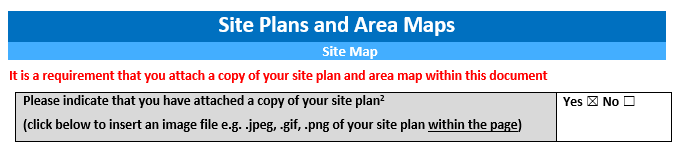 Site Plans and Area Maps
Site Map
It is a requirement that you attach a copy of your site plan and area map within this document
Please indicate that you have attached a copy of your site plan² Yes ☒ No ☐
(click below to insert an image file e.g. .jpeg, .gif, .png of your site plan within the page)